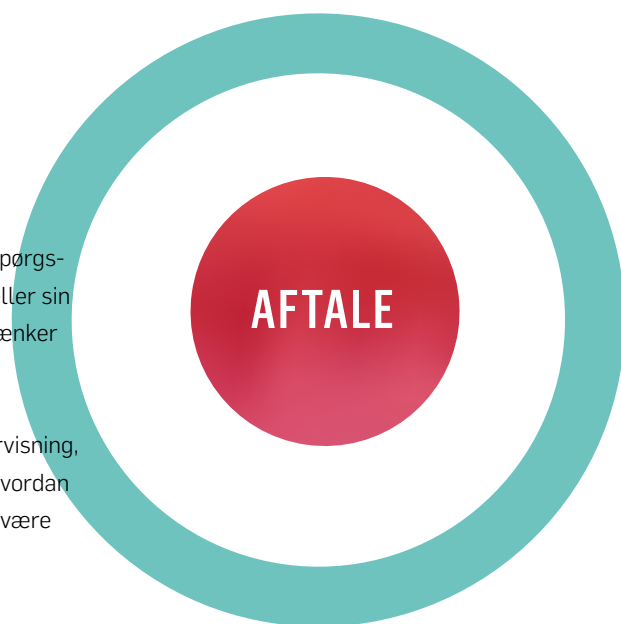 pørgs-
ller sin
ænker
AFTALE
rvisning,
vordan
være